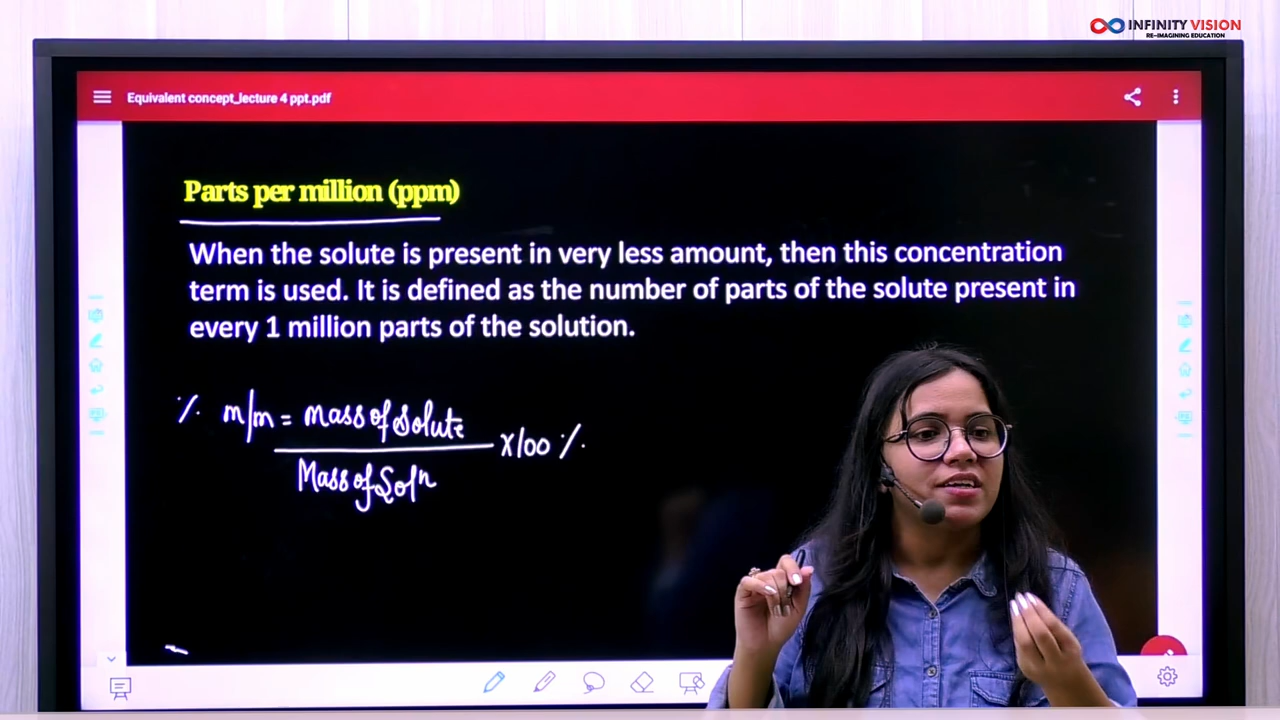 INFINITY VISION
RE-IMAGINING EDUCATION
Equivalent concept_lecture 4 ppt.pdf
Parts per million (ppm)
When the solute is present in very less amount, then this concentration
term is used. It is defined as the number of parts of the solute present in
every 1 million parts of the solution.
% m/m = mass of solute
x100 %
Mass of Solⁿ